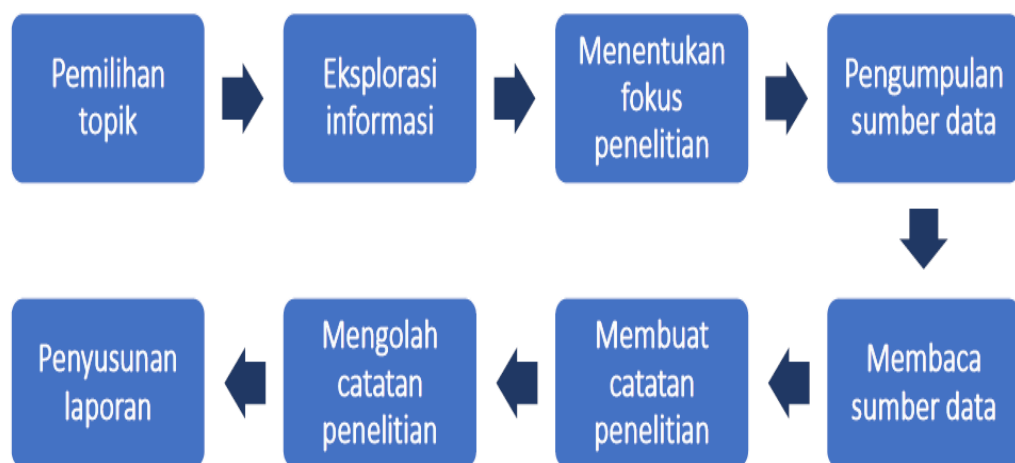 Pemilihan
topik
Eksplorasi
informasi
Menentukan
fokus
penelitian
Pengumpulan
sumber data
Membaca
sumber data
Membuat
catatan
penelitian
Mengolah
catatan
penelitian
Penyusunan
laporan